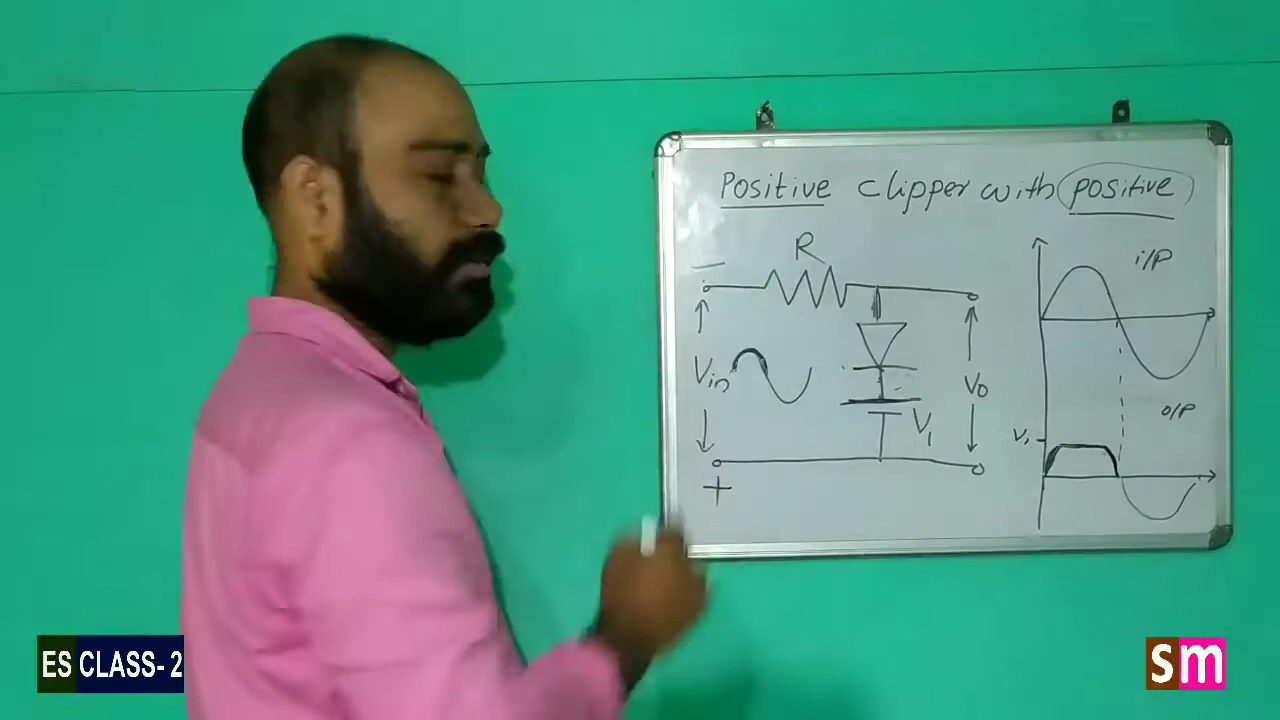 Positive clipper with positive
R
i/P
Vin
V0
V1
o/P
V1
ES CLASS- 2
Sm